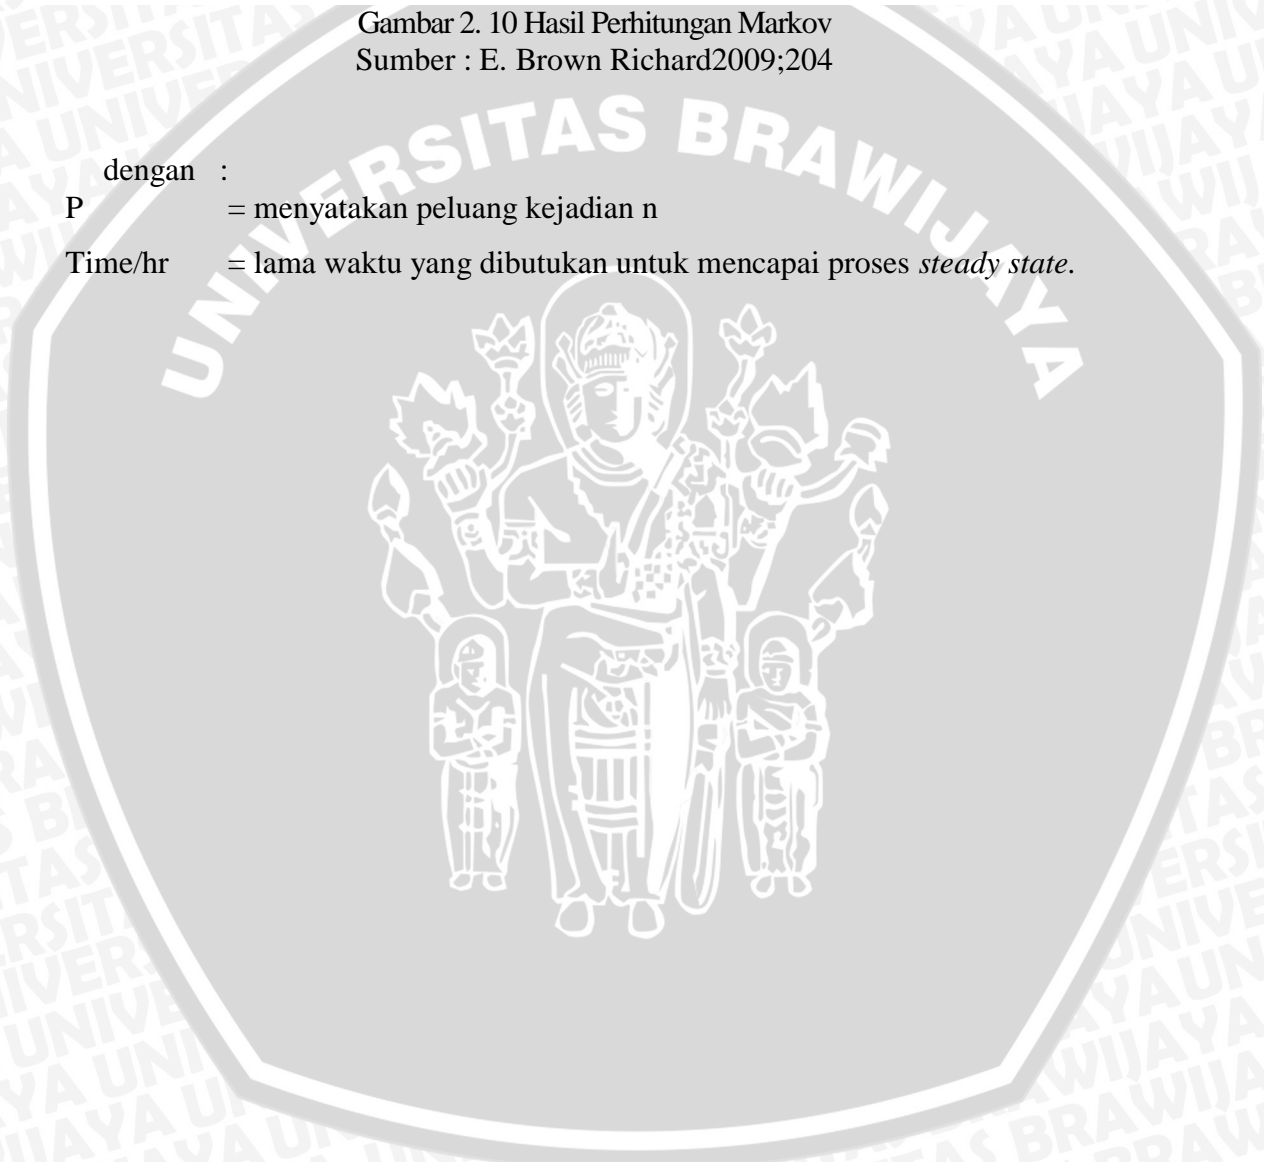 Gambar 2. 10 Hasil Perhitungan Markov
Sumber : E. Brown Richard2009;204
UNIVERSITAS BRAWIJAYA
dengan :
P = menyatakan peluang kejadian n
Time/hr = lama waktu yang dibutukan untuk mencapai proses steady state.